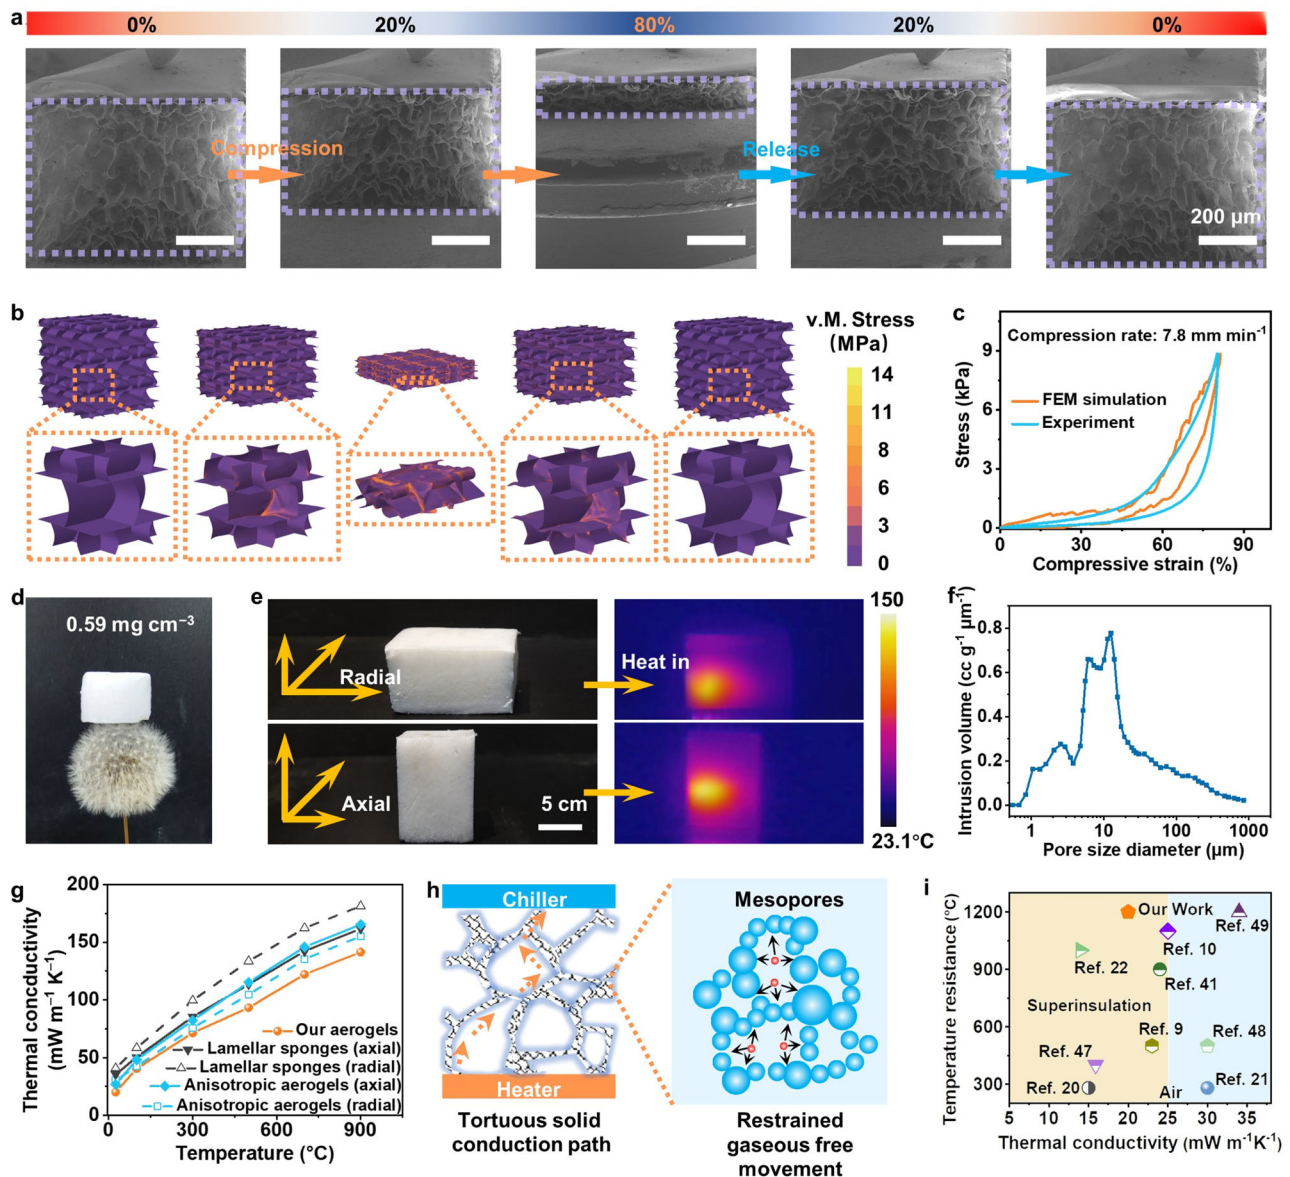 a
0% 20% 80% 20% 0%
Compression
Release
200 µm
b
v.M. Stress
(MPa)
14
11
8
6
3
0
c
Compression rate: 7.8 mm min⁻¹
FEM simulation
Experiment
Stress (kPa)
9
6
3
0
0 30 60 90
Compressive strain (%)
d
0.59 mg cm⁻³
e
Radial
Heat in
Axial
5 cm
150
23.1°C
f
Intrusion volume (cc g⁻¹ µm⁻¹)
0.8
0.6
0.4
0.2
0.0
1 10 100 1000
Pore size diameter (µm)
g
Thermal concdctivity
(mW m⁻¹ K⁻¹)
200
150
100
50
0
Our aerogels
Lamellar sponges (axial)
Lamellar sponges (radial)
Anisotropic aerogels (axial)
Anisotropic aerogels (radial)
0 150 300 450 600 750 900
Temperature (°C)
h
Chiller
Heater
Tortuous solid
conduction path
Mesopores
Restrained
gaseous free
movement
i
Temperature resistance (°C)
1200
900
600
300
Our Work
Ref. 49
Ref. 10
Ref. 22
Ref. 41
Superinsulation
Ref. 9
Ref. 48
Ref. 47
Ref. 20
Air
Ref. 21
5 10 15 20 25 30 35
Thermal conductivity (mW m⁻¹K⁻¹)